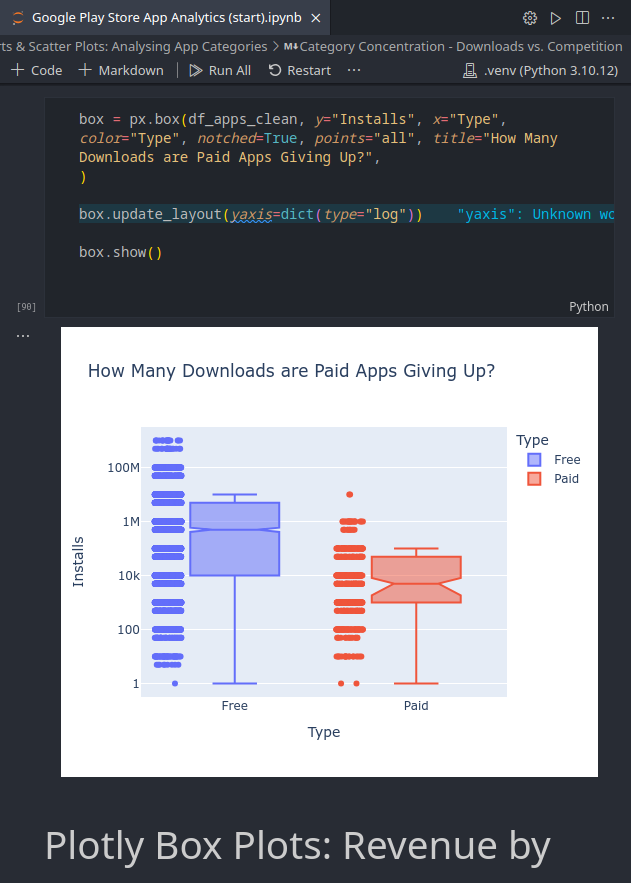 Google Play Store App Analytics (start).ipynb
ts & Scatter Plots: Analysing App Categories > M↓Category Concentration - Downloads vs. Competition
+ Code + Markdown Run All Restart ··· .venv (Python 3.10.12)
box = px.box(df_apps_clean, y="Installs", x="Type",
color="Type", notched=True, points="all", title="How Many
Downloads are Paid Apps Giving Up?",
)
box.update_layout(yaxis=dict(type="log")) "yaxis": Unknown wo
box.show()
[90]
Python
How Many Downloads are Paid Apps Giving Up?
Type
Free
Paid
100M
1M
10k
100
1
Installs
Free Paid
Type
Plotly Box Plots: Revenue by